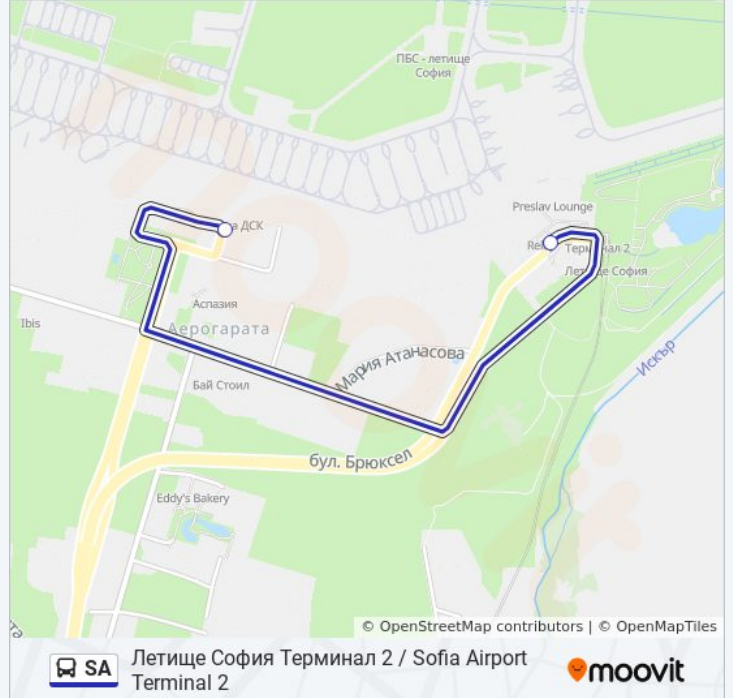 ПБС - летище
София
Preslav Lounge
ДСК
Терминал 2
Летище София
Ibis
Аспазия
Аерогарата
Мария Атанасова
Бай Стоил
Искър
бул. Брюксел
Eddy's Bakery
© OpenStreetMap contributors | © OpenMapTiles
SA
Летище София Терминал 2 / Sofia Airport
Terminal 2
moovit